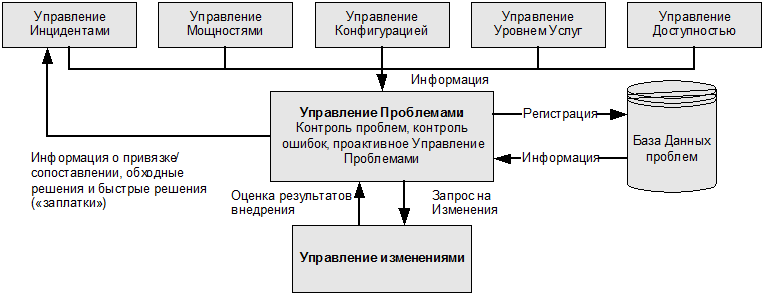 Управление
Инцидентами
Управление
Мощностями
Управление
Конфигурацией
Управление
Уровнем Услуг
Управление
Доступностью
Информация
Управление Проблемами
Контроль проблем, контроль
ошибок, проактивное Управление
Проблемами
Регистрация
Информация
База Данных
проблем
Информация о привязке/
сопоставлении, обходные
решения и быстрые решения
(«заплатки»)
Оценка результатов
внедрения
Запрос на
Изменения
Управление изменениями